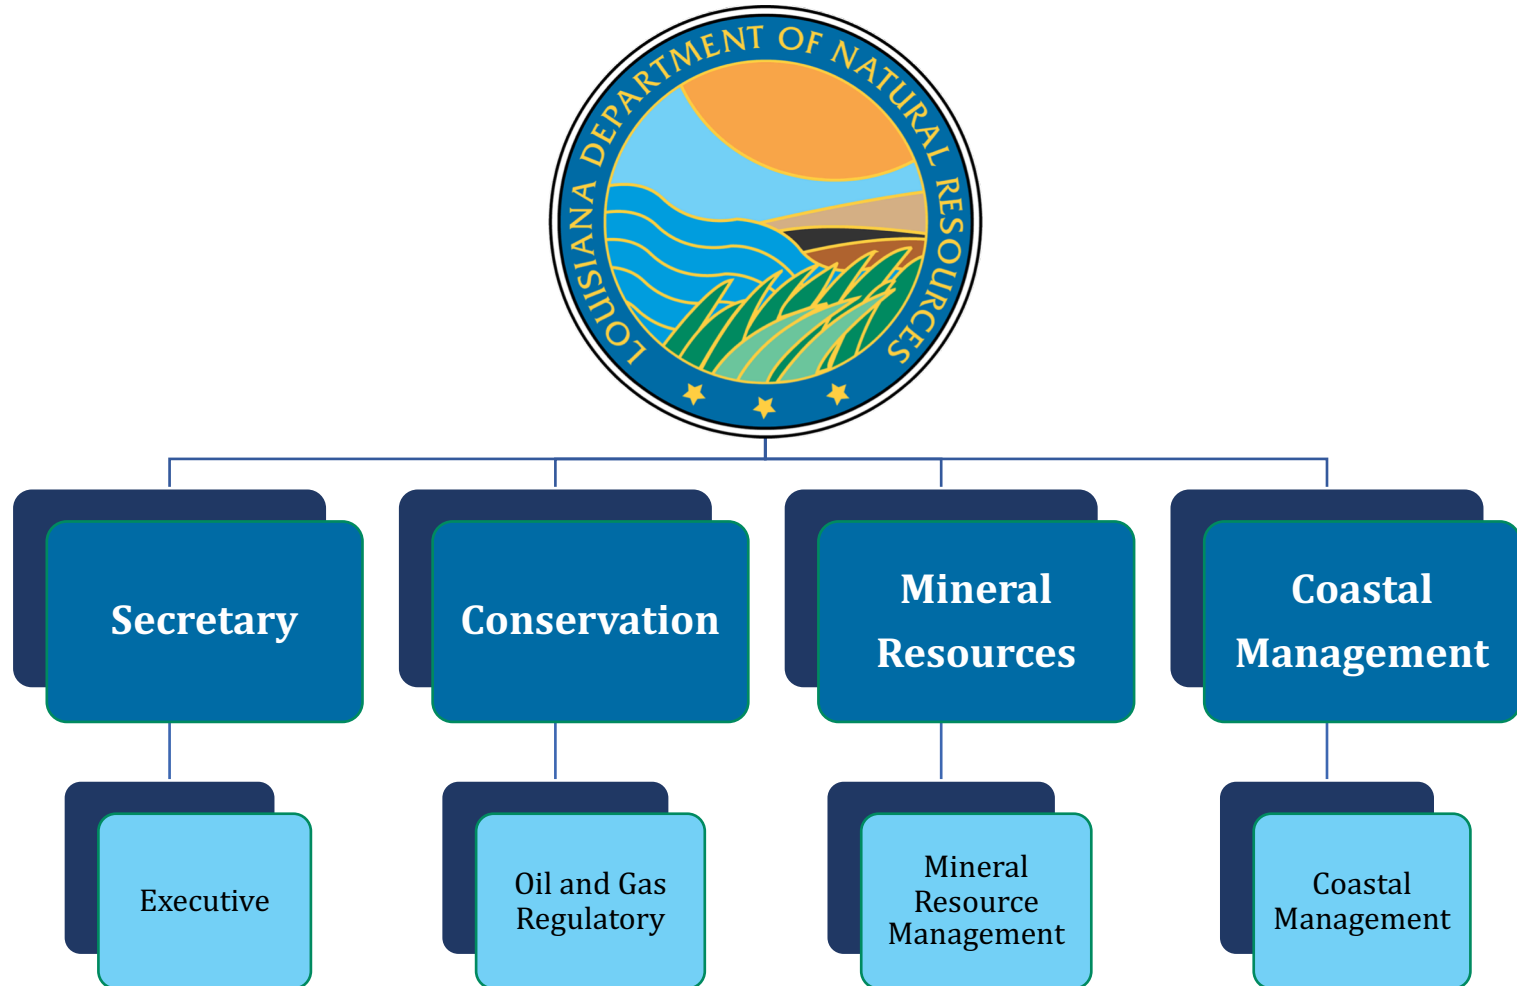 LOUISIANA DEPARTMENT OF NATURAL RESOURCES
Secretary
Conservation
Mineral
Resources
Coastal
Management
Executive
Oil and Gas
Regulatory
Mineral
Resource
Management
Coastal
Management